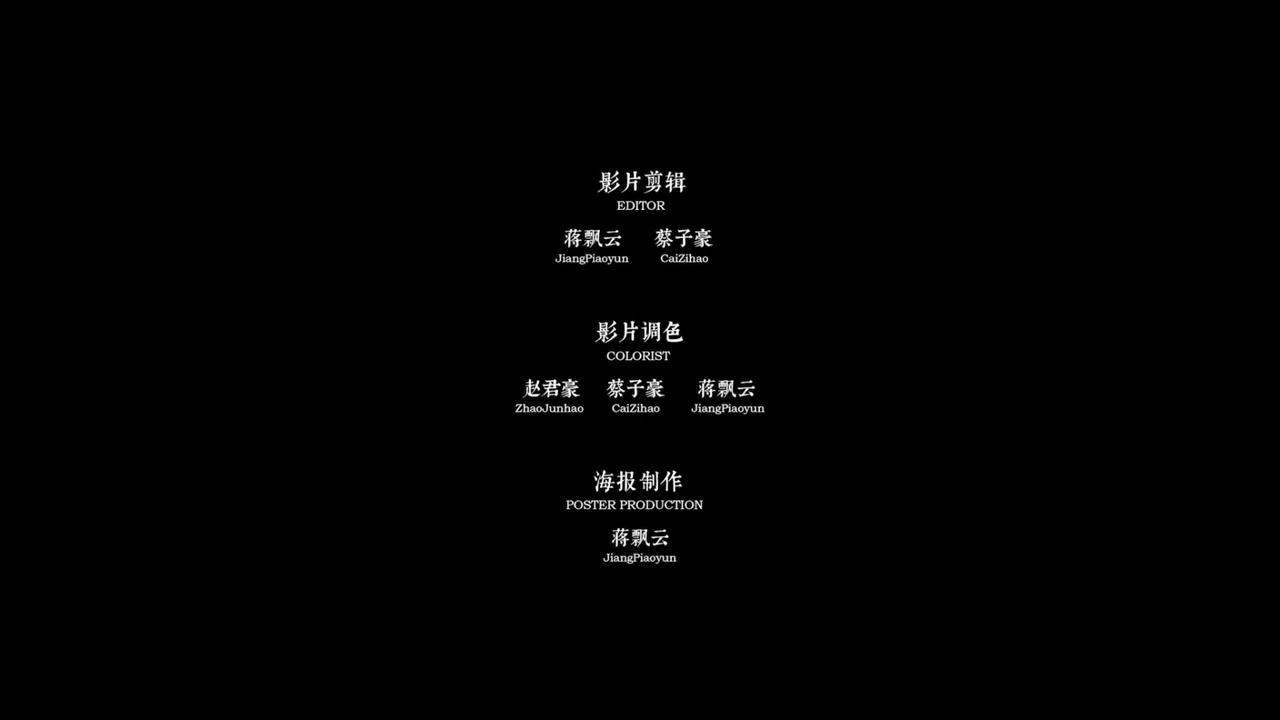 影片剪辑
EDITOR
蒋飘云 蔡子豪
JiangPiaoyun CaiZihao
影片调色
COLORIST
赵君豪 蔡子豪 蒋飘云
ZhaoJunhao CaiZihao JiangPiaoyun
海报制作
POSTER PRODUCTION
蒋飘云
JiangPiaoyun